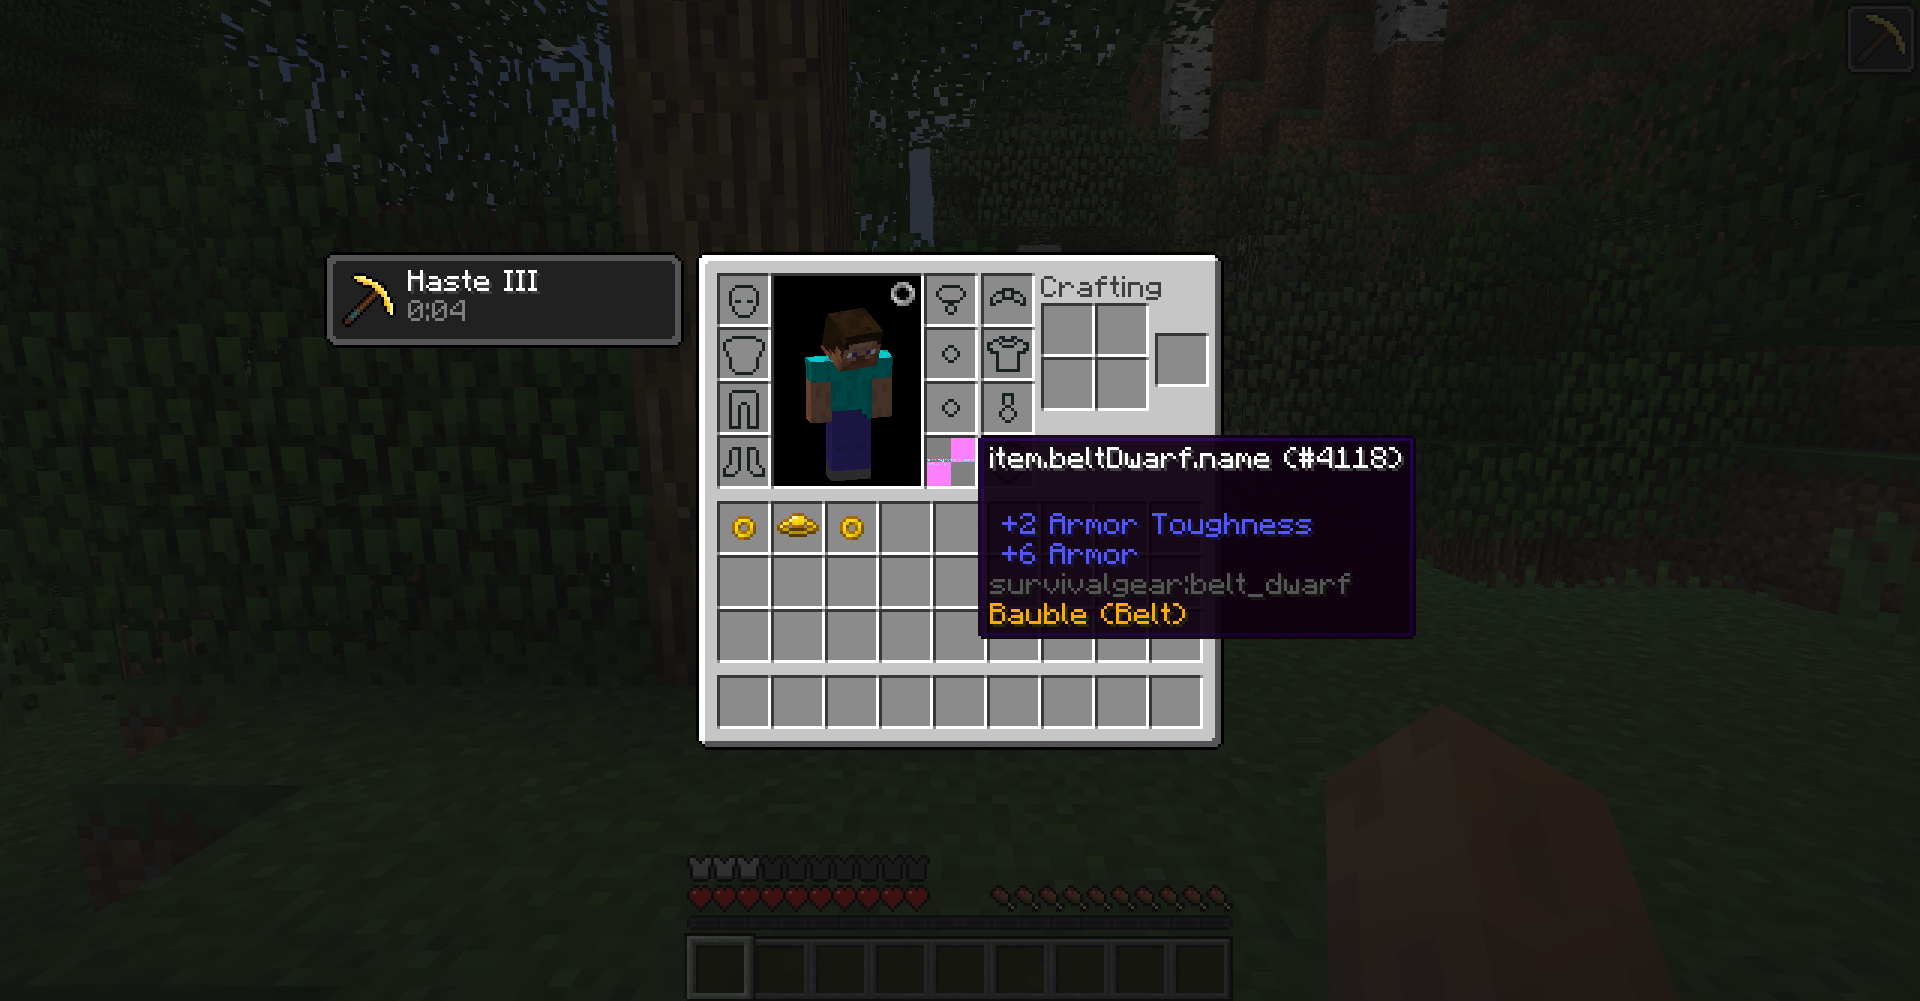 Haste III
0:04
Crafting
item.beltDwarf.name (#4118)
+2 Armor Toughness
+6 Armor
survivalgear:belt_dwarf
Bauble (Belt)